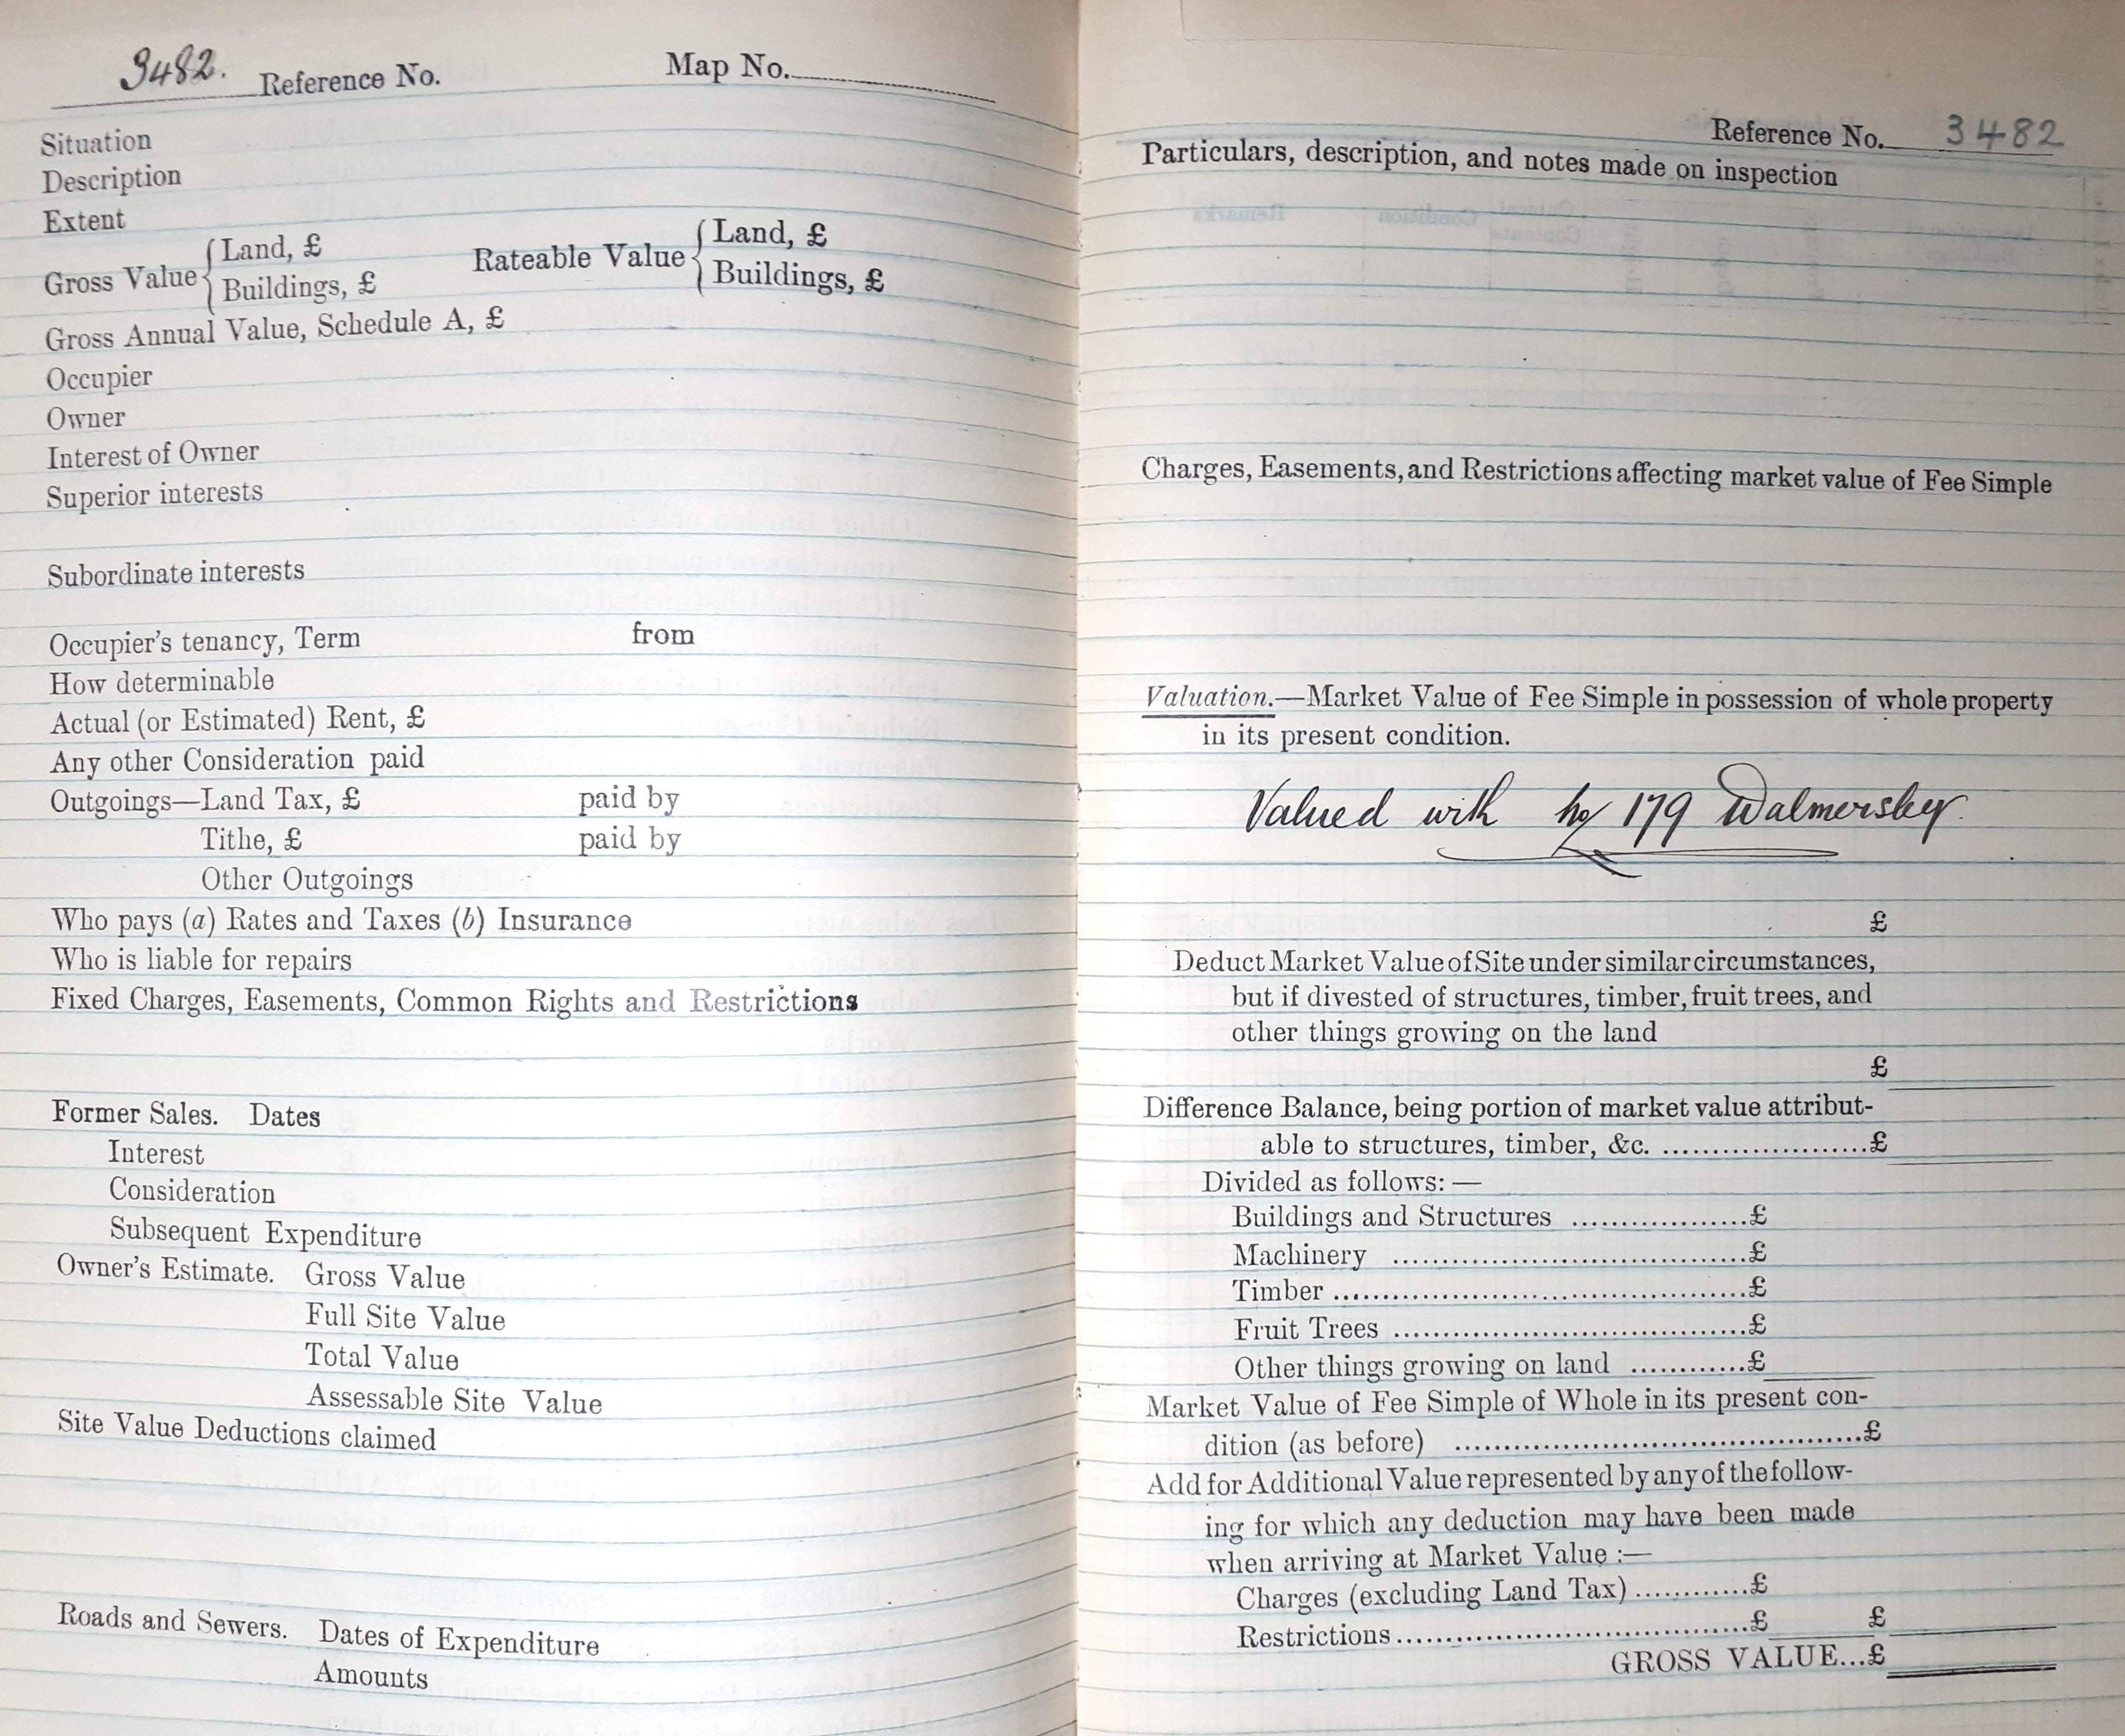 3482. Reference No. Map No.
Situation
Description
Extent
Gross Value { Land, £ Rateable Value { Land, £
Buildings, £ Buildings, £
Gross Annual Value, Schedule A, £
Occupier
Owner
Interest of Owner
Superior interests
Subordinate interests
Occupier's tenancy, Term from
How determinable
Actual (or Estimated) Rent, £
Any other Consideration paid
Outgoings—Land Tax, £ paid by
Tithe, £ paid by
Other Outgoings
Who pays (a) Rates and Taxes (b) Insurance
Who is liable for repairs
Fixed Charges, Easements, Common Rights and Restrictions
Former Sales. Dates
Interest
Consideration
Subsequent Expenditure
Owner's Estimate. Gross Value
Full Site Value
Total Value
Assessable Site Value
Site Value Deductions claimed
Roads and Sewers. Dates of Expenditure
Amounts
Reference No. 3482
Particulars, description, and notes made on inspection
Charges, Easements, and Restrictions affecting market value of Fee Simple
Valuation.—Market Value of Fee Simple in possession of whole property
in its present condition.
Valued with No 179 Walmersley.
£
Deduct Market Value of Site under similar circumstances,
but if divested of structures, timber, fruit trees, and
other things growing on the land
£
Difference Balance, being portion of market value attribut-
able to structures, timber, &c. ....................£
Divided as follows:—
Buildings and Structures ..................£
Machinery ....................................£
Timber ..........................................£
Fruit Trees ....................................£
Other things growing on land ............£
Market Value of Fee Simple of Whole in its present con-
dition (as before) ..........................................£
Add for Additional Value represented by any of the follow-
ing for which any deduction may have been made
when arriving at Market Value :—
Charges (excluding Land Tax) ............£
Restrictions ....................................£ £
GROSS VALUE...£